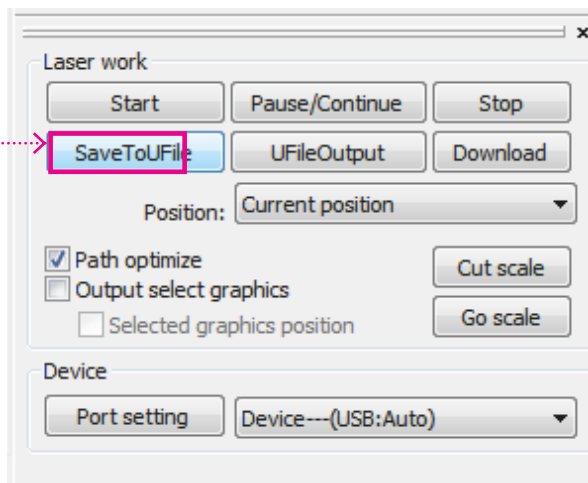 Laser work
Start Pause/Continue Stop
SaveToUFile UFileOutput Download
Position: Current position
Path optimize
Cut scale
Output select graphics
Selected graphics position
Go scale
Device
Port setting Device---(USB:Auto)